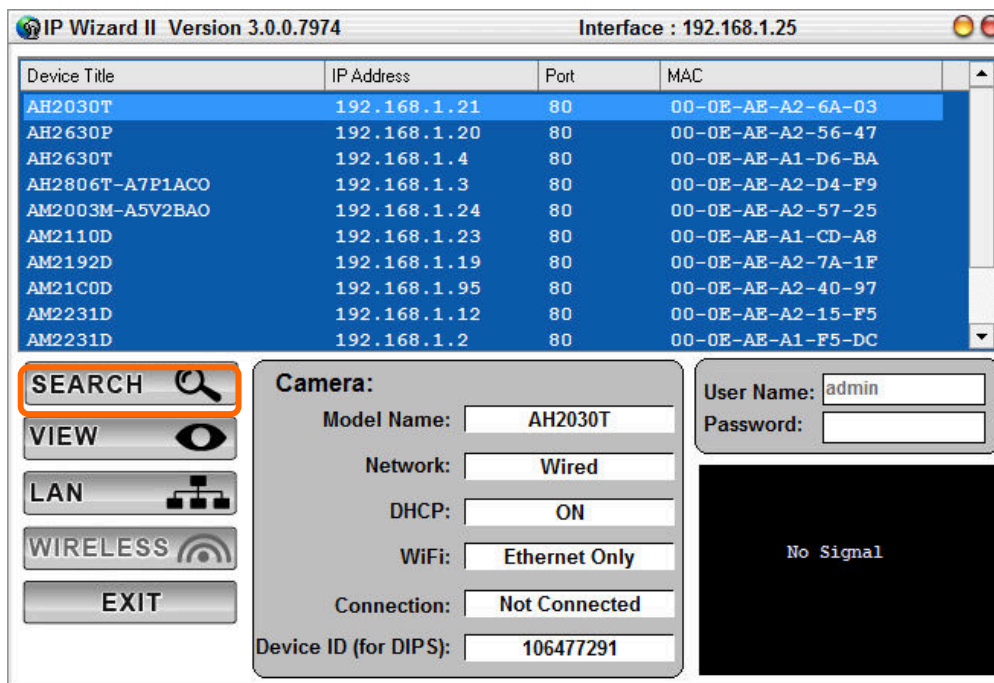 IP Wizard II Version 3.0.0.7974 Interface : 192.168.1.25
Device Title IP Address Port MAC
AH2030T 192.168.1.21 80 00-0E-AE-A2-6A-03
AH2630P 192.168.1.20 80 00-0E-AE-A2-56-47
AH2630T 192.168.1.4 80 00-0E-AE-A1-D6-BA
AH2806T-A7P1ACO 192.168.1.3 80 00-0E-AE-A2-D4-F9
AM2003M-A5V2BAO 192.168.1.24 80 00-0E-AE-A2-57-25
AM2110D 192.168.1.23 80 00-0E-AE-A1-CD-A8
AM2192D 192.168.1.19 80 00-0E-AE-A2-7A-1F
AM21C0D 192.168.1.95 80 00-0E-AE-A2-40-97
AM2231D 192.168.1.12 80 00-0E-AE-A2-15-F5
AM2231D 192.168.1.2 80 00-0E-AE-A1-F5-DC
SEARCH
VIEW
LAN
WIRELESS
EXIT
Camera:
Model Name: AH2030T
Network: Wired
DHCP: ON
WiFi: Ethernet Only
Connection: Not Connected
Device ID (for DIPS): 106477291
User Name: admin
Password:
No Signal